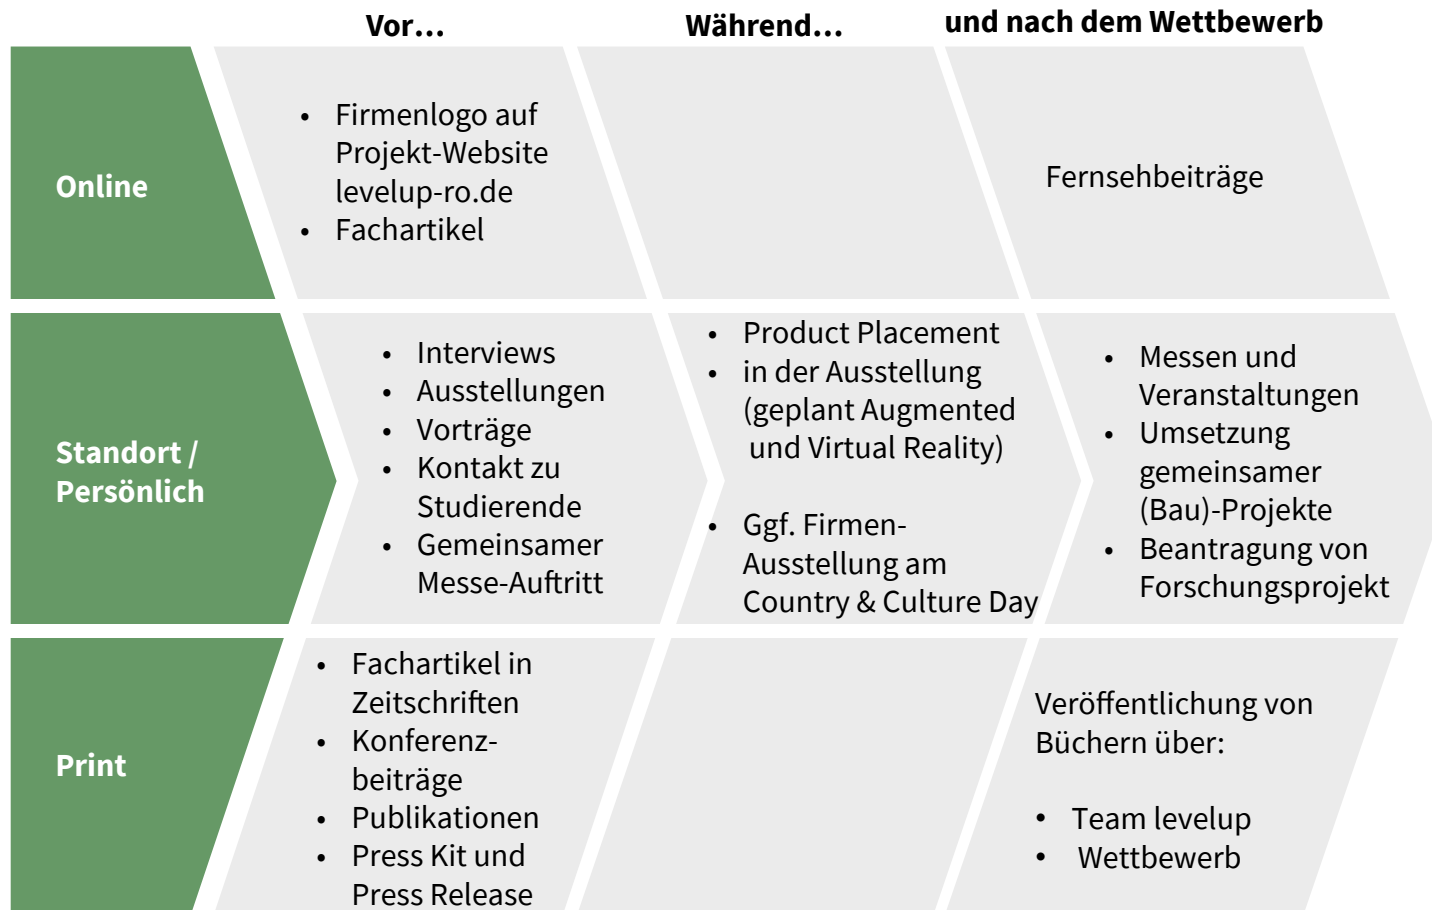 Vor...
Während...
und nach dem Wettbewerb
Online
• Firmenlogo auf
Projekt-Website
levelup-ro.de
• Fachartikel
Fernsehbeiträge
Standort /
Persönlich
• Interviews
• Ausstellungen
• Vorträge
• Kontakt zu
Studierende
• Gemeinsamer
Messe-Auftritt
• Product Placement
• in der Ausstellung
(geplant Augmented
und Virtual Reality)
• Ggf. Firmen-
Ausstellung am
Country & Culture Day
• Messen und
Veranstaltungen
• Umsetzung
gemeinsamer
(Bau)-Projekte
• Beantragung von
Forschungsprojekt
Print
• Fachartikel in
Zeitschriften
• Konferenz-
beiträge
• Publikationen
• Press Kit und
Press Release
Veröffentlichung von
Büchern über:
• Team levelup
• Wettbewerb